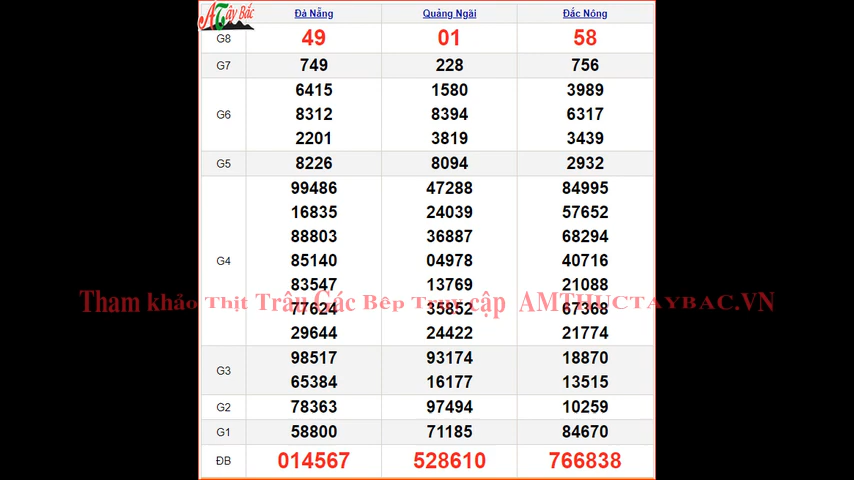 ATây Bắc
Đà Nẵng Quảng Ngãi Đắc Nông
G8 49 01 58
G7 749 228 756
6415 1580 3989
G6 8312 8394 6317
2201 3819 3439
G5 8226 8094 2932
99486 47288 84995
16835 24039 57652
88803 36887 68294
G4 85140 04978 40716
83547 13769 21088
Tham khảo Thịt Trâu Gác Bếp Truy cập AMTHUCTAYBAC.VN
77624 35852 67368
29644 24422 21774
G3 98517 93174 18870
65384 16177 13515
G2 78363 97494 10259
G1 58800 71185 84670
ĐB 014567 528610 766838